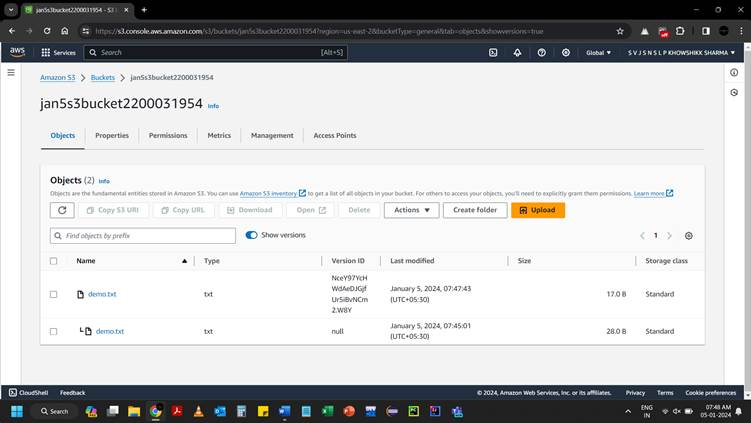 jan5s3bucket2200031954 - S3 b
https://s3.console.aws.amazon.com/s3/buckets/jan5s3bucket2200031954?region=us-east-2&bucketType=general&tab=objects&showversions=true
aws Services Search [Alt+S] Global S V J S N S L P KHOWSHIKK SHARMA
Amazon S3 > Buckets > jan5s3bucket2200031954
jan5s3bucket2200031954 Info
Objects Properties Permissions Metrics Management Access Points
Objects (2) Info
Objects are the fundamental entities stored in Amazon S3. You can use Amazon S3 inventory to get a list of all objects in your bucket. For others to access your objects, you'll need to explicitly grant them permissions. Learn more
Copy S3 URI Copy URL Download Open Delete Actions Create folder Upload
Find objects by prefix Show versions 1
Name Type Version ID Last modified Size Storage class
demo.txt txt NceY97YcH January 5, 2024, 07:47:43 17.0 B Standard
WdAeDJGjf (UTC+05:30)
Ur5iBvNCm
2.W8Y
demo.txt txt null January 5, 2024, 07:45:01 28.0 B Standard
(UTC+05:30)
CloudShell Feedback © 2024, Amazon Web Services, Inc. or its affiliates. Privacy Terms Cookie preferences
Search ENG 07:48 AM
IN 05-01-2024